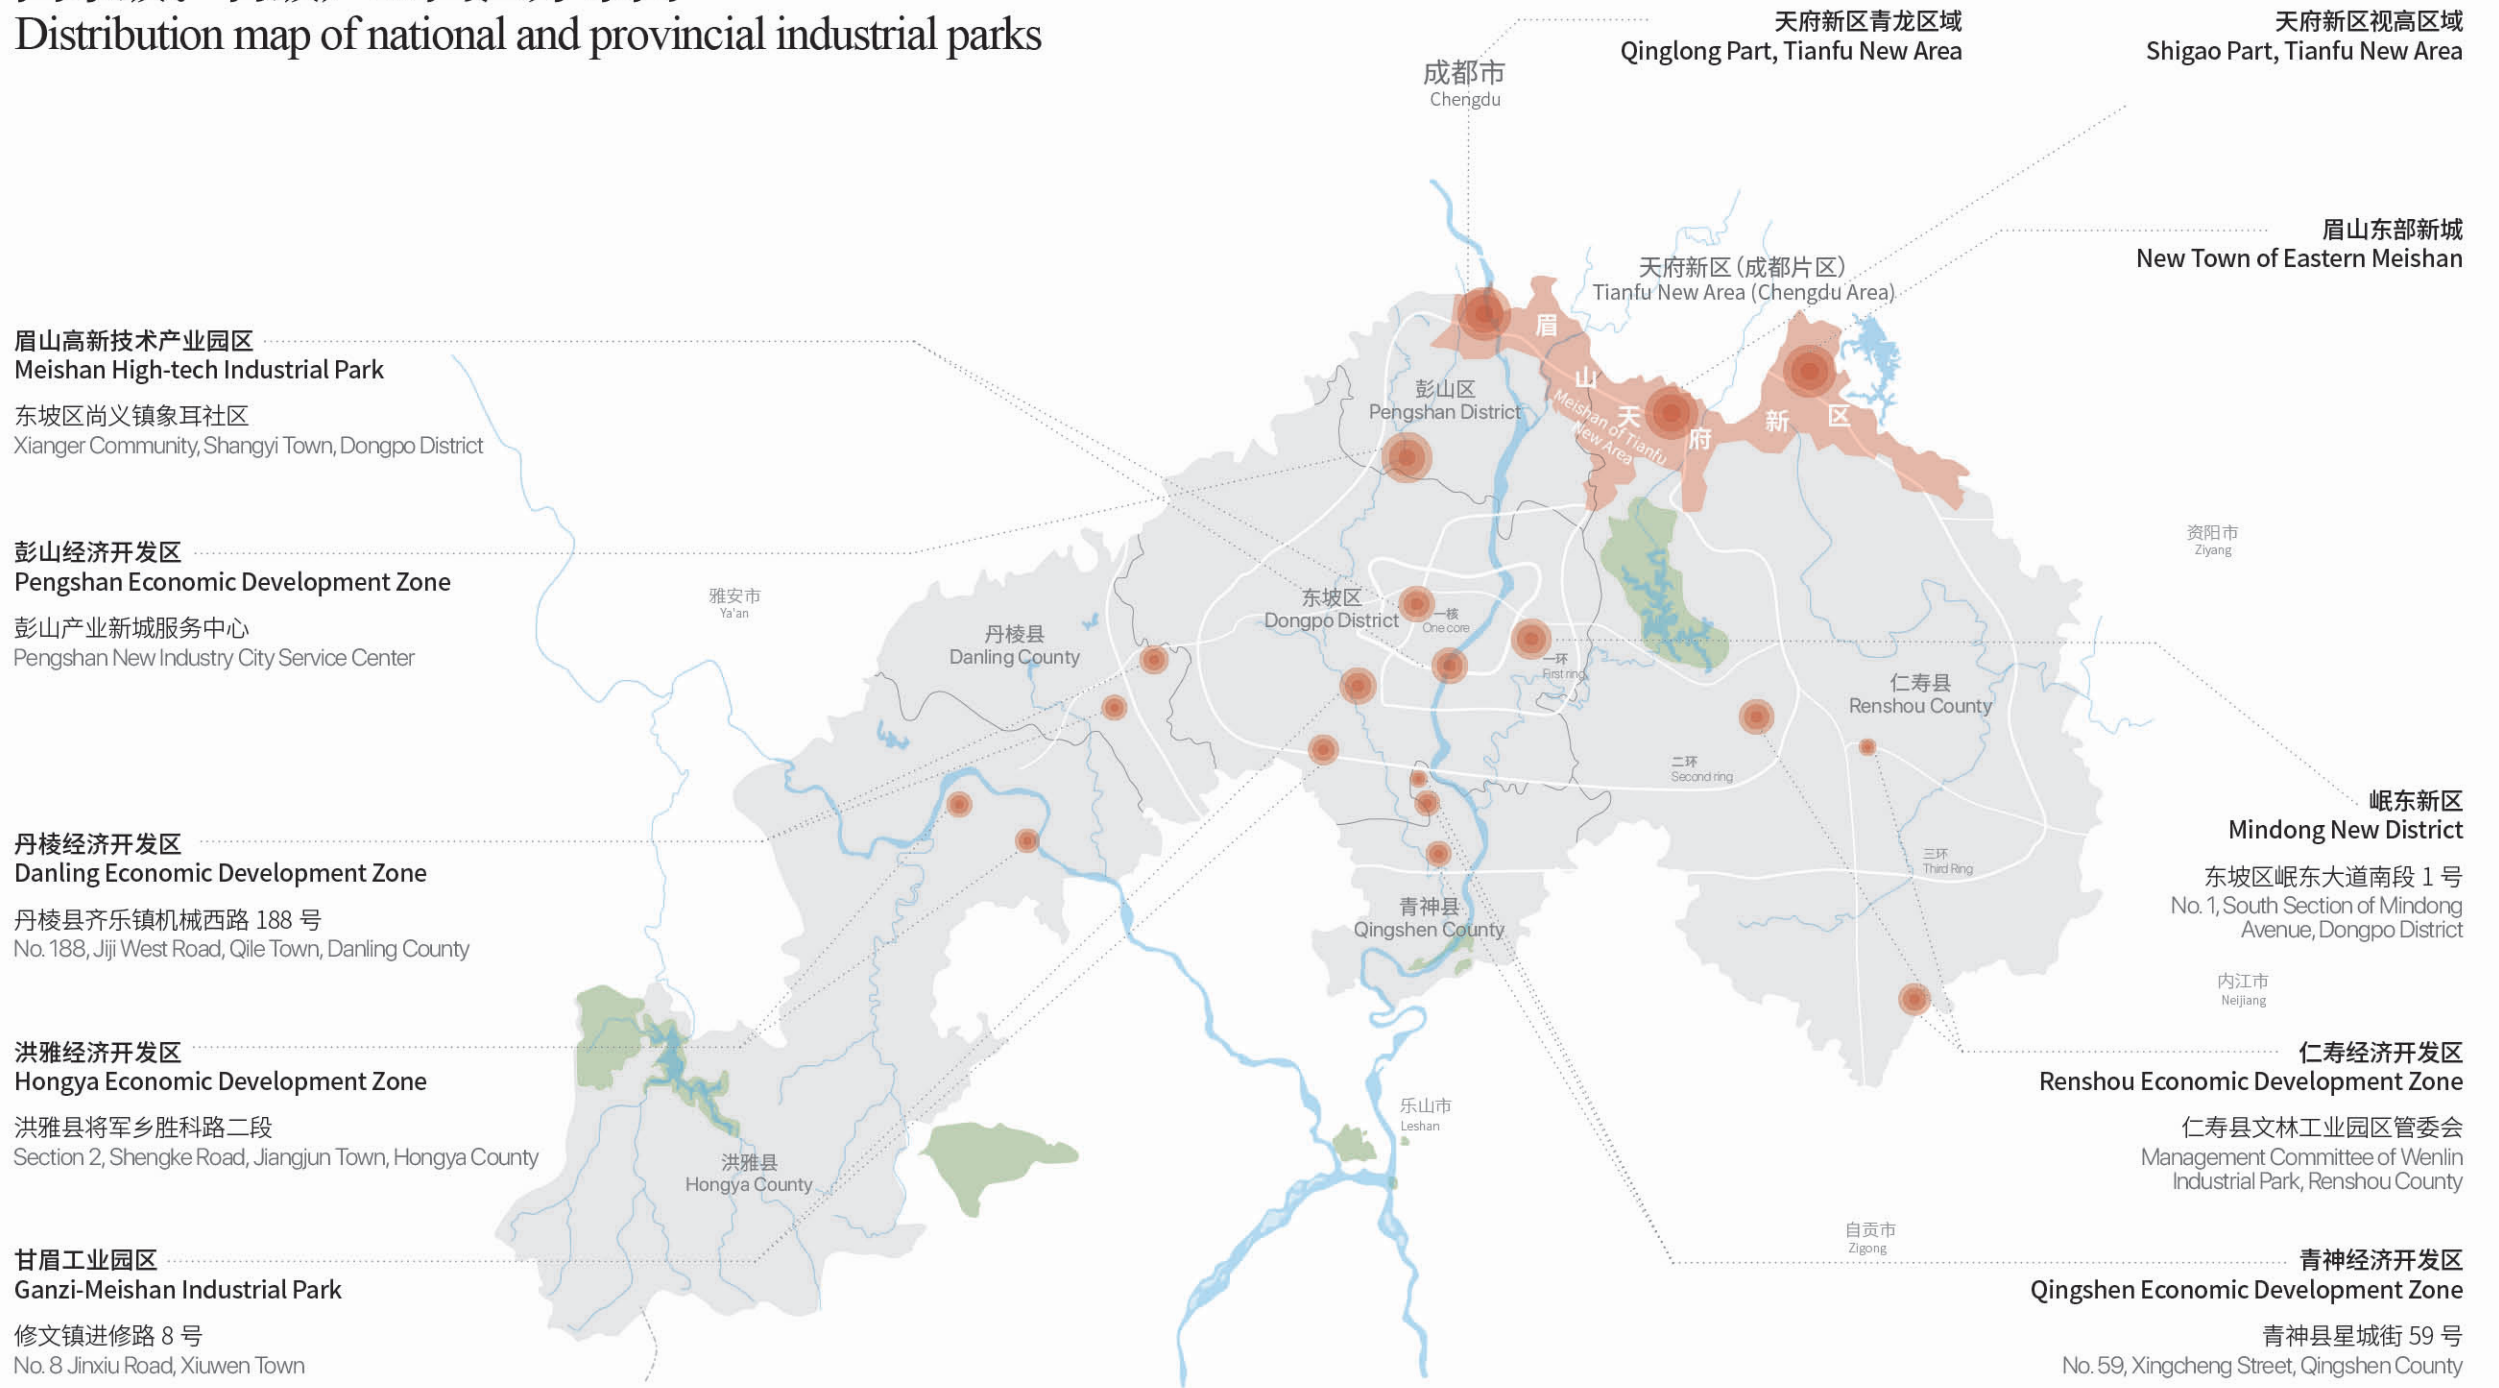 Distribution map of national and provincial industrial parks
天府新区青龙区域
Qinglong Part, Tianfu New Area
天府新区视高区域
Shigao Part, Tianfu New Area
成都市
Chengdu
眉山东部新城
New Town of Eastern Meishan
天府新区(成都片区)
Tianfu New Area (Chengdu Area)
眉山高新技术产业园区
Meishan High-tech Industrial Park
东坡区尚义镇象耳社区
Xianger Community, Shangyi Town, Dongpo District
眉山天府新区
Meishan of Tianfu
New Area
彭山区
Pengshan District
彭山经济开发区
Pengshan Economic Development Zone
彭山产业新城服务中心
Pengshan New Industry City Service Center
资阳市
Ziyang
雅安市
Ya'an
丹棱县
Danling County
东坡区
Dongpo District
一核
One core
一环
First ring
仁寿县
Renshou County
二环
Second ring
岷东新区
Mindong New District
东坡区岷东大道南段 1 号
No. 1, South Section of Mindong
Avenue, Dongpo District
丹棱经济开发区
Danling Economic Development Zone
丹棱县齐乐镇机械西路 188 号
No. 188, Jiji West Road, Qile Town, Danling County
三环
Third Ring
青神县
Qingshen County
内江市
Neijiang
洪雅经济开发区
Hongya Economic Development Zone
洪雅县将军乡胜科路二段
Section 2, Shengke Road, Jiangjun Town, Hongya County
仁寿经济开发区
Renshou Economic Development Zone
仁寿县文林工业园区管委会
Management Committee of Wenlin
Industrial Park, Renshou County
乐山市
Leshan
洪雅县
Hongya County
自贡市
Zigong
甘眉工业园区
Ganzi-Meishan Industrial Park
修文镇进修路 8 号
No. 8 Jinxiu Road, Xiuwen Town
青神经济开发区
Qingshen Economic Development Zone
青神县星城街 59 号
No. 59, Xingcheng Street, Qingshen County